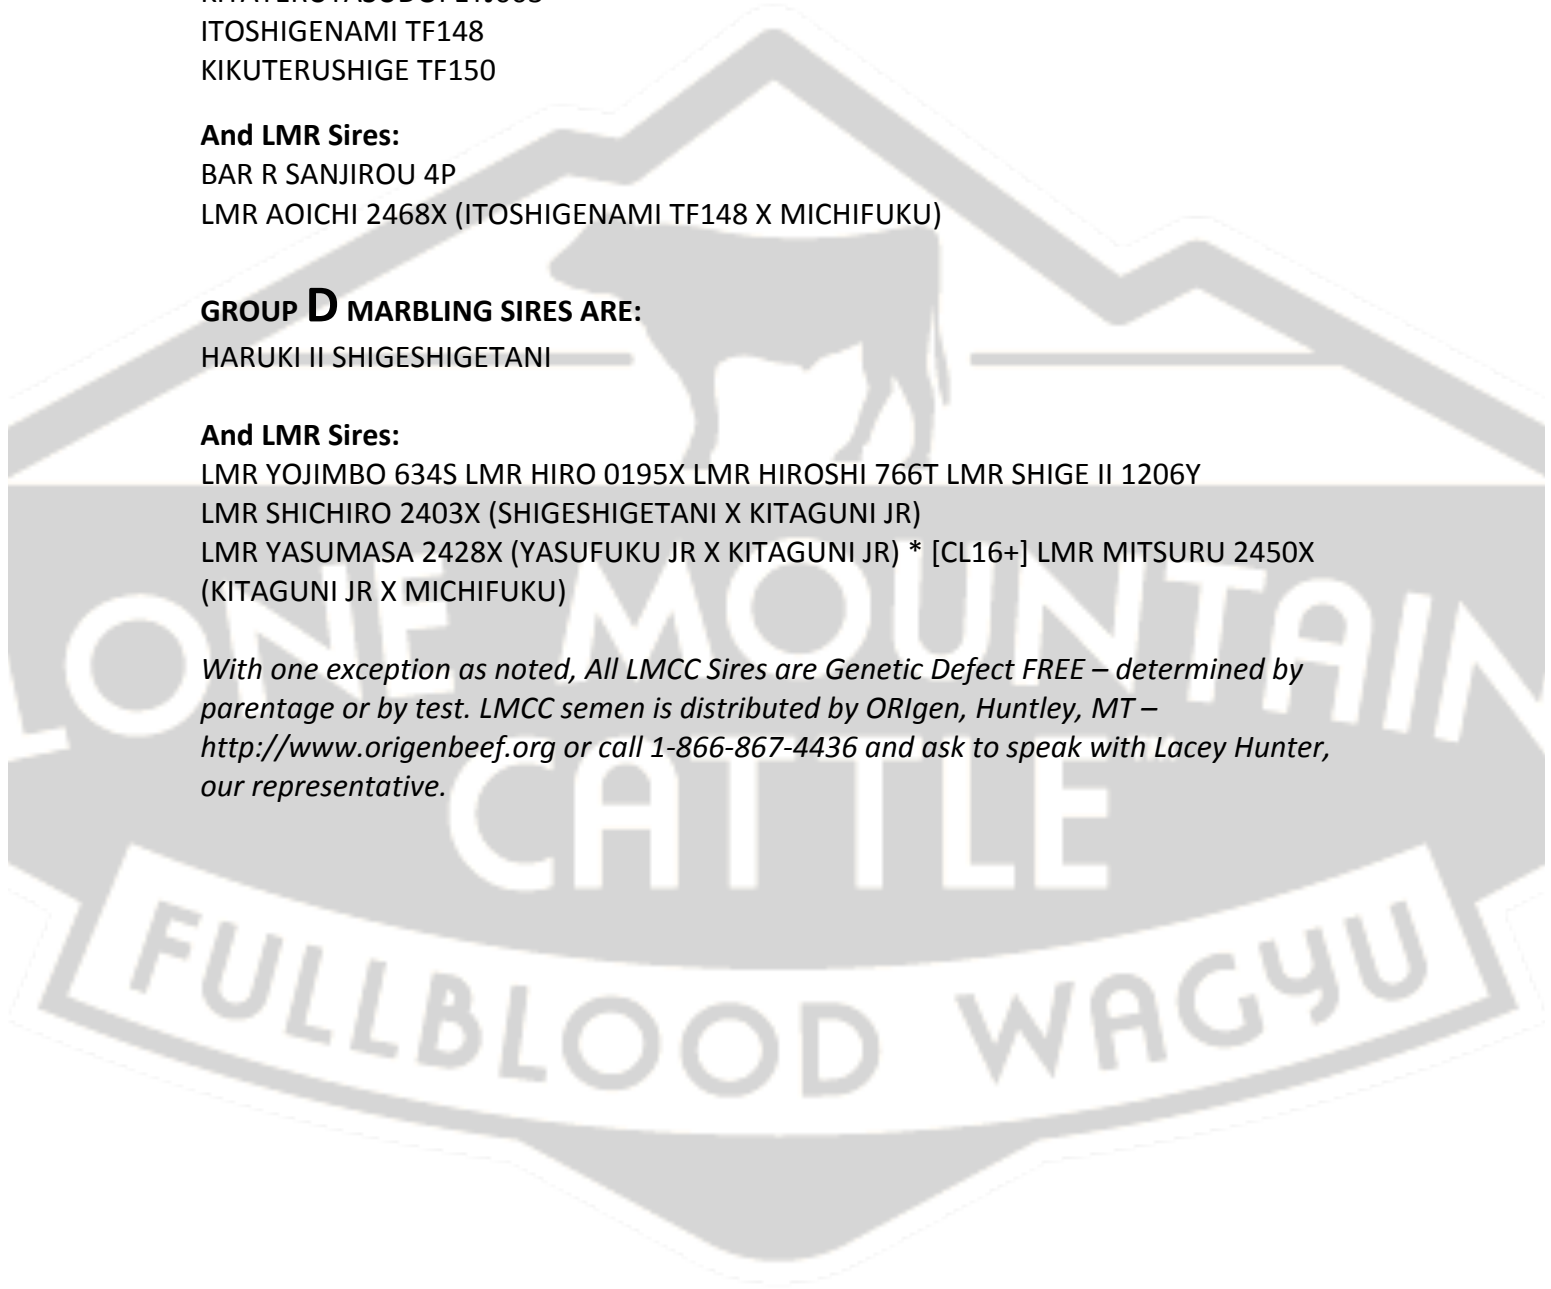 ITOSHIGENAMI TF148
KIKUTERUSHIGE TF150
And LMR Sires:
BAR R SANJIROU 4P
LMR AOICHI 2468X (ITOSHIGENAMI TF148 X MICHIFUKU)
GROUP D MARBLING SIRES ARE:
HARUKI II SHIGESHIGETANI
And LMR Sires:
LMR YOJIMBO 634S LMR HIRO 0195X LMR HIROSHI 766T LMR SHIGE II 1206Y
LMR SHICHIRO 2403X (SHIGESHIGETANI X KITAGUNI JR)
LMR YASUMASA 2428X (YASUFUKU JR X KITAGUNI JR) * [CL16+] LMR MITSURU 2450X
(KITAGUNI JR X MICHIFUKU)
With one exception as noted, All LMCC Sires are Genetic Defect FREE – determined by
parentage or by test. LMCC semen is distributed by ORIgen, Huntley, MT –
http://www.origenbeef.org or call 1-866-867-4436 and ask to speak with Lacey Hunter,
our representative.
LONE MOUNTAIN
CATTLE
FULLBLOOD WAGYU